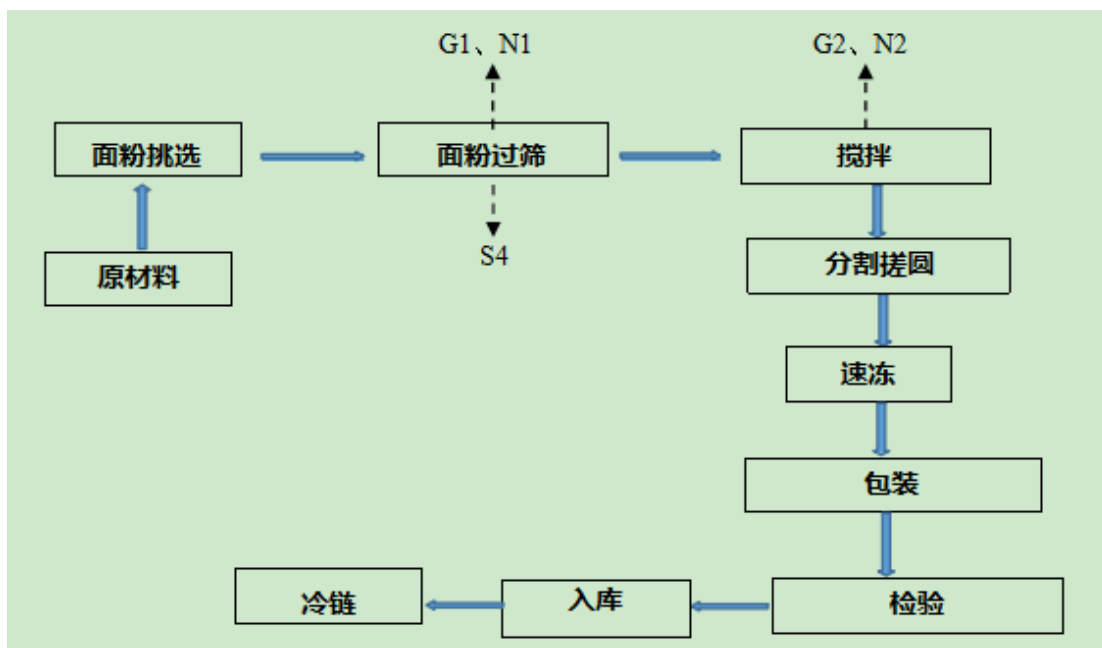 G1、N1
G2、N2
面粉挑选
面粉过筛
搅拌
S4
原材料
分割搓圆
速冻
包装
检验
入库
冷链